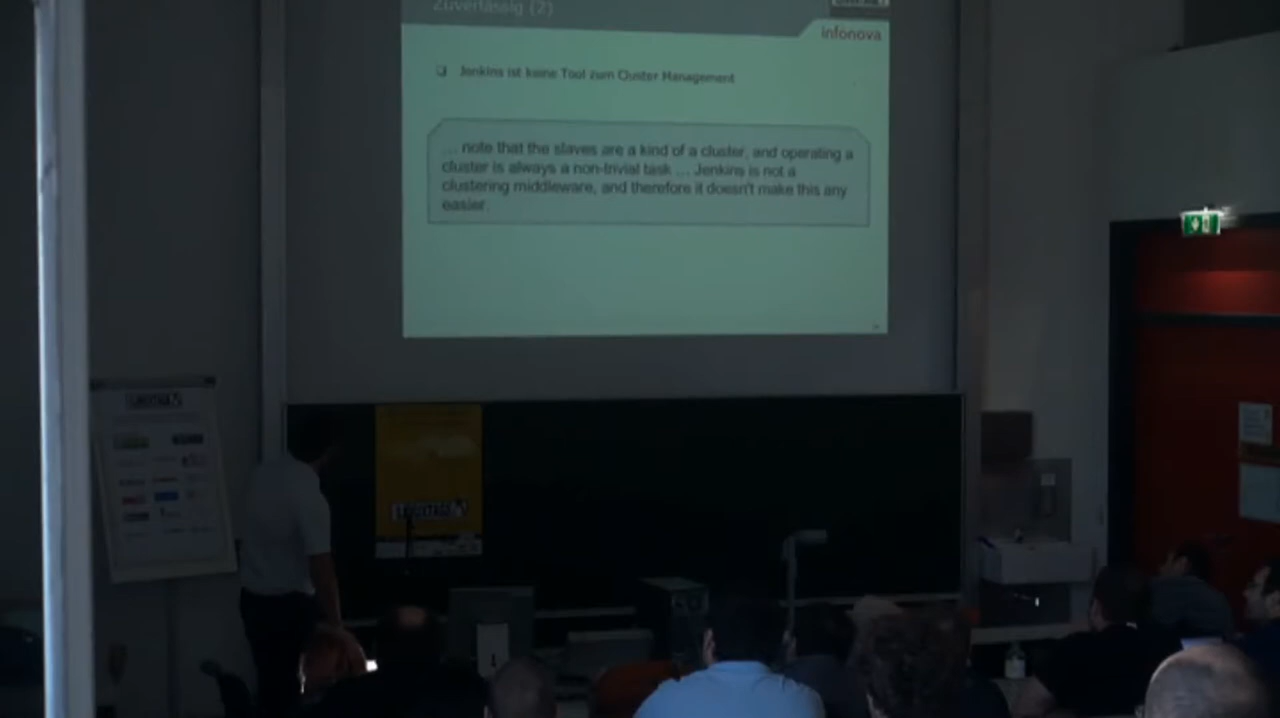 Zuverlässig (2)
infonova
Jenkins ist keine Tool zum Cluster Management
... note that the slaves are a kind of a cluster, and operating a
cluster is always a non-trivial task ... Jenkins is not a
clustering middleware, and therefore it doesn't make this any
easier.
LINUXTAGE